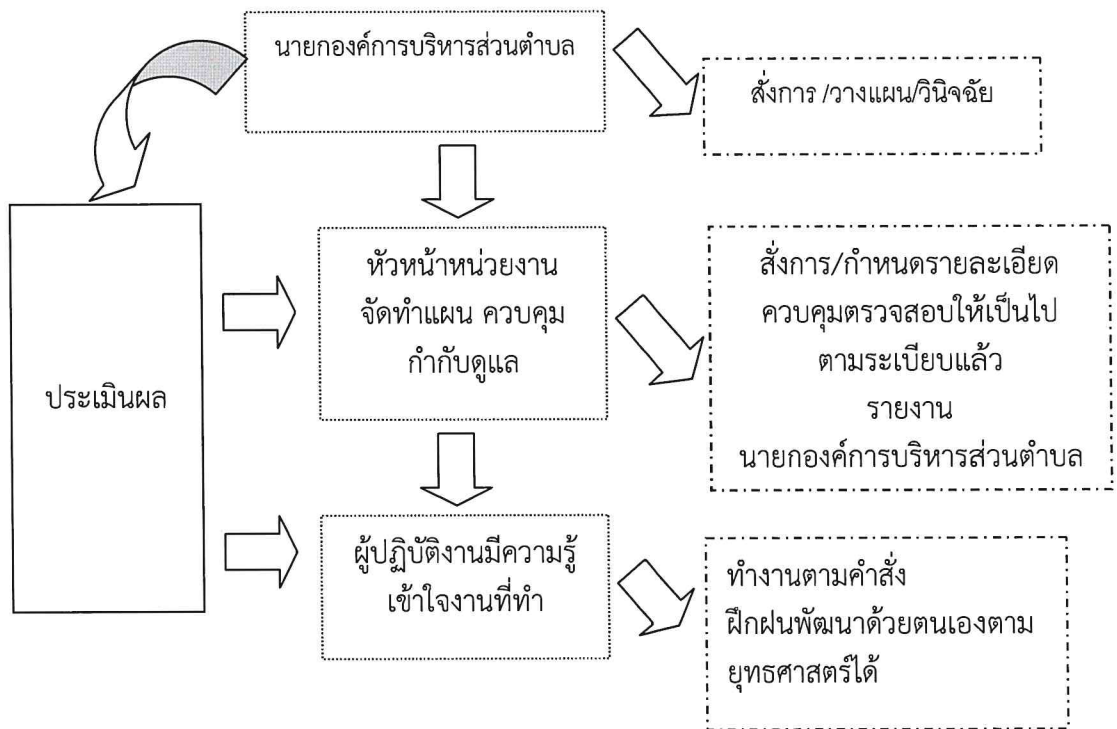 นายกองค์การบริหารส่วนตำบล
สั่งการ /วางแผน/วินิจฉัย
หัวหน้าหน่วยงาน
จัดทำแผน ควบคุม
กำกับดูแล
สั่งการ/กำหนดรายละเอียด
ควบคุมตรวจสอบให้เป็นไป
ตามระเบียบแล้ว
รายงาน
นายกองค์การบริหารส่วนตำบล
ประเมินผล
ผู้ปฏิบัติงานมีความรู้
เข้าใจงานที่ทำ
ทำงานตามคำสั่ง
ฝึกฝนพัฒนาด้วยตนเองตาม
ยุทธศาสตร์ได้